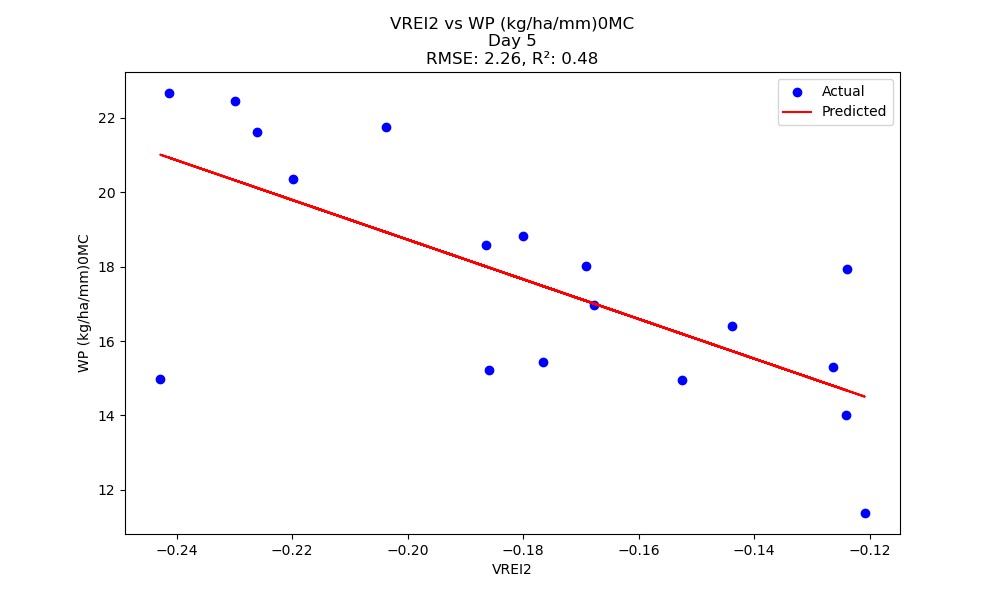 VREI2 vs WP (kg/ha/mm)0MC
Day 5
RMSE: 2.26, R²: 0.48
Actual
Predicted
WP (kg/ha/mm)0MC
22
20
18
16
14
12
−0.24
−0.22
−0.20
−0.18
−0.16
−0.14
−0.12
VREI2